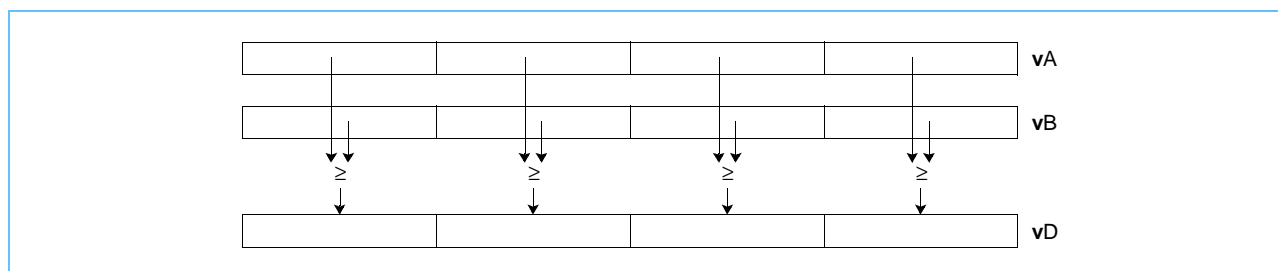 vA
vB
≥ ≥ ≥ ≥
vD